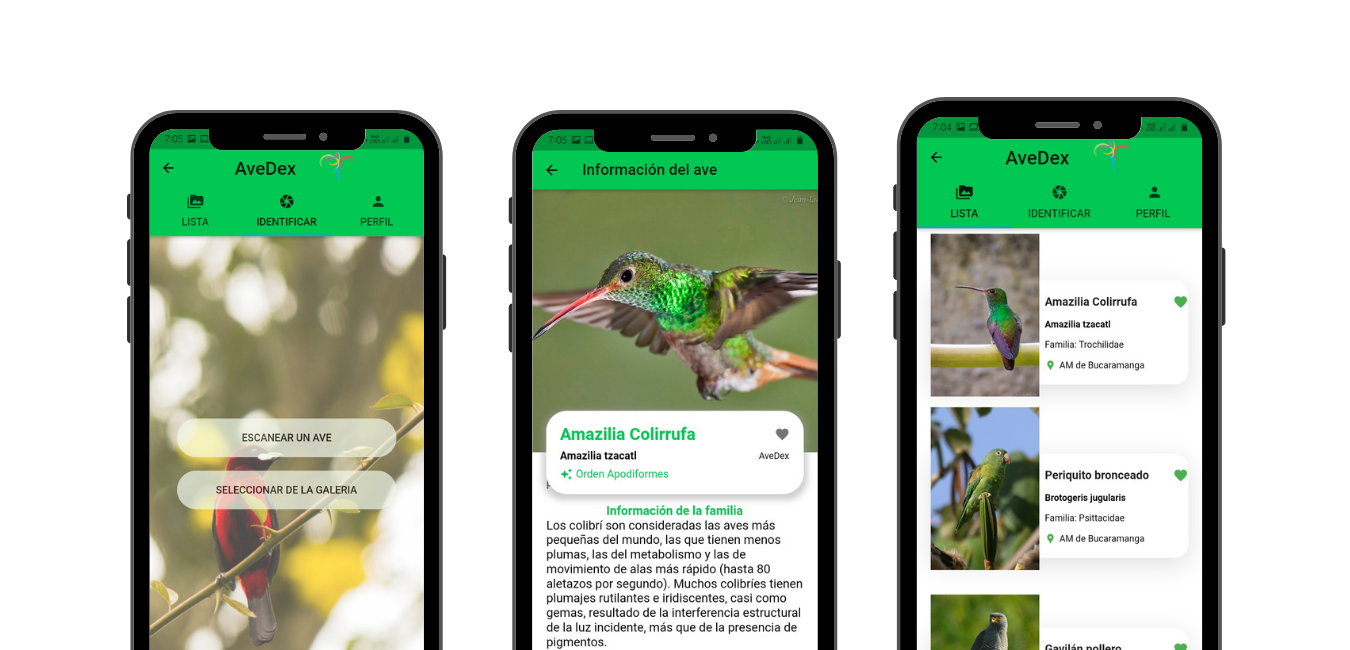 7:05
AveDex
LISTA
IDENTIFICAR
PERFIL
ESCANEAR UN AVE
SELECCIONAR DE LA GALERIA
7:05
Información del ave
Amazilia Colirrufa
Amazilia tzacatl
AveDex
Orden Apodiformes
Información de la familia
Los colibrí son consideradas las aves más
pequeñas del mundo, las que tienen menos
plumas, las del metabolismo y las de
movimiento de alas más rápido (hasta 80
aletazos por segundo). Muchos colibríes tienen
plumajes rutilantes e iridiscentes, casi como
gemas, resultado de la interferencia estructural
de la luz incidente, más que de la presencia de
pigmentos.
7:04
AveDex
LISTA
IDENTIFICAR
PERFIL
Amazilia Colirrufa
Amazilia tzacatl
Familia: Trochilidae
AM de Bucaramanga
Periquito bronceado
Brotogeris jugularis
Familia: Psittacidae
AM de Bucaramanga
Gavilán pollero